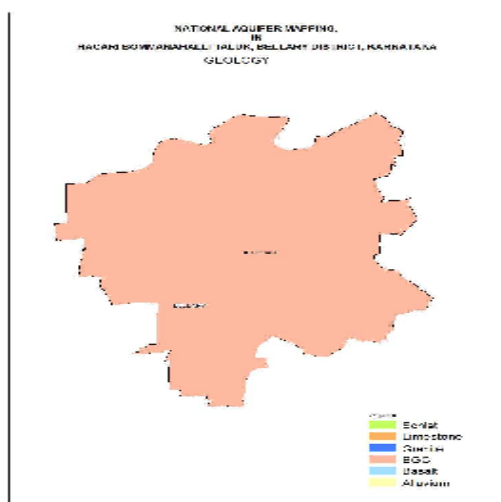 NATIONAL AQUIFER MAPPING,
IN
HAGARI BOMMANAHALLI TALUK, BELLARY DISTRICT, KARNATAKA
GEOLOGY
Schist
Limestone
Granite
BGC
Basalt
Alluvium